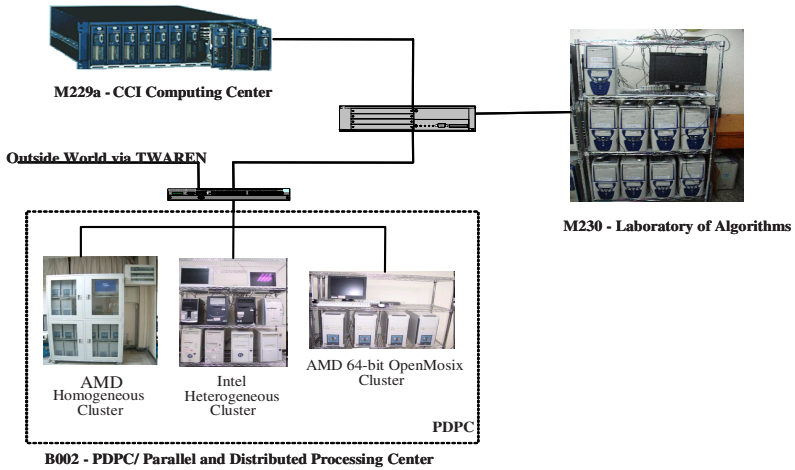 M229a - CCI Computing Center
Outside World via TWAREN
M230 - Laboratory of Algorithms
AMD
Homogeneous
Cluster
Intel
Heterogeneous
Cluster
AMD 64-bit OpenMosix
Cluster
PDPC
B002 - PDPC/ Parallel and Distributed Processing Center